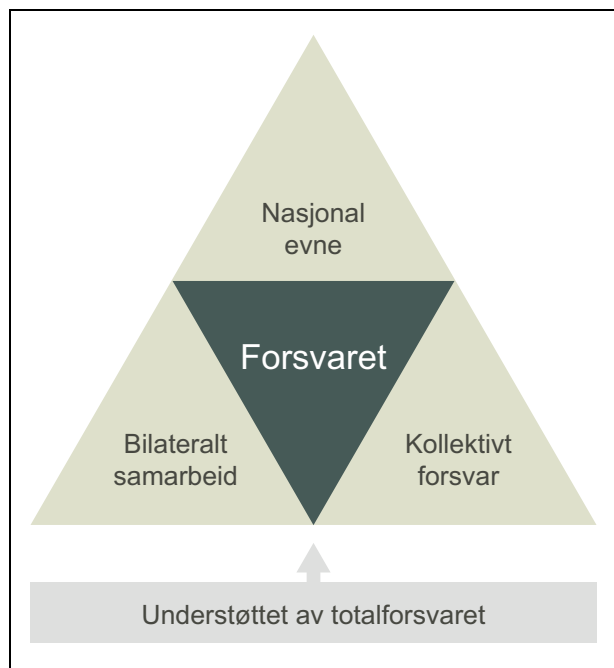 Nasjonal
evne
Forsvaret
Bilateralt
samarbeid
Kollektivt
forsvar
Understøttet av totalforsvaret